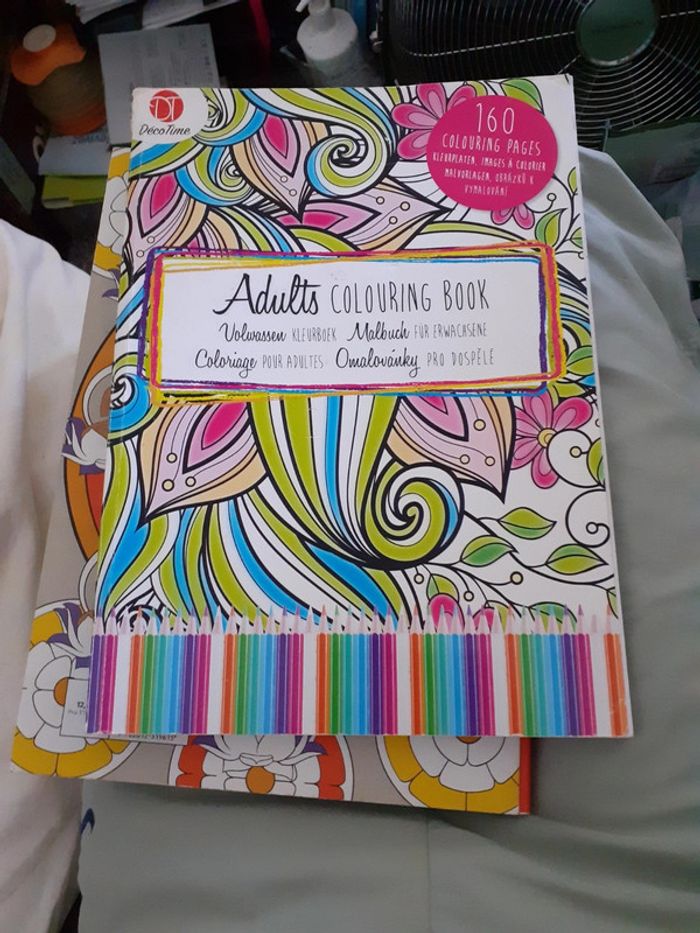 DT
DécoTime
160
COLOURING PAGES
KLEURPLATEN, IMAGES À COLORIER
MALVORLAGEN, OBRÁZKŮ K
VYMALOVÁNÍ
Adults COLOURING BOOK
Volwassen KLEURBOEK Malbuch FÜR ERWACHSENE
Coloriage POUR ADULTES Omalovánky PRO DOSPĚLÉ
12,